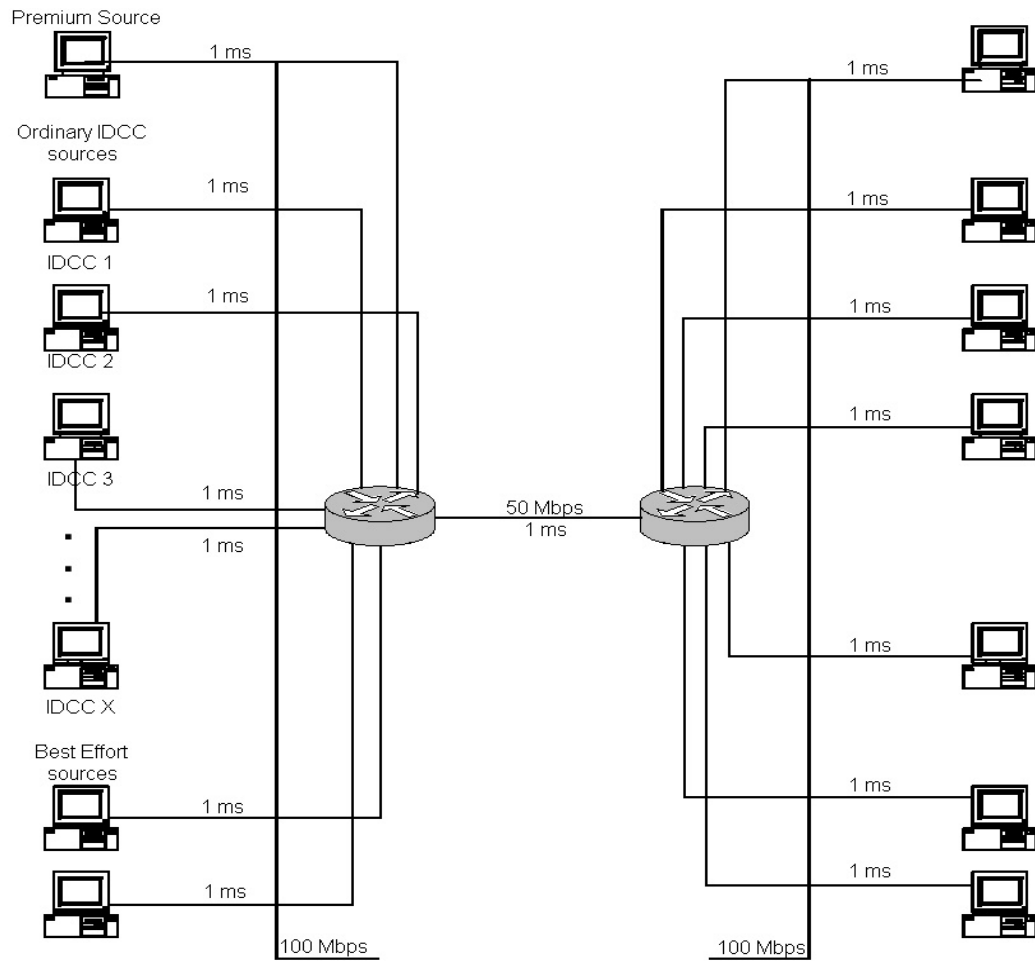 Premium Source
1 ms
1 ms
Ordinary IDCC
sources
1 ms
1 ms
IDCC 1
1 ms
1 ms
IDCC 2
1 ms
IDCC 3
1 ms
50 Mbps
1 ms
1 ms
1 ms
IDCC X
Best Effort
sources
1 ms
1 ms
1 ms
1 ms
100 Mbps
100 Mbps